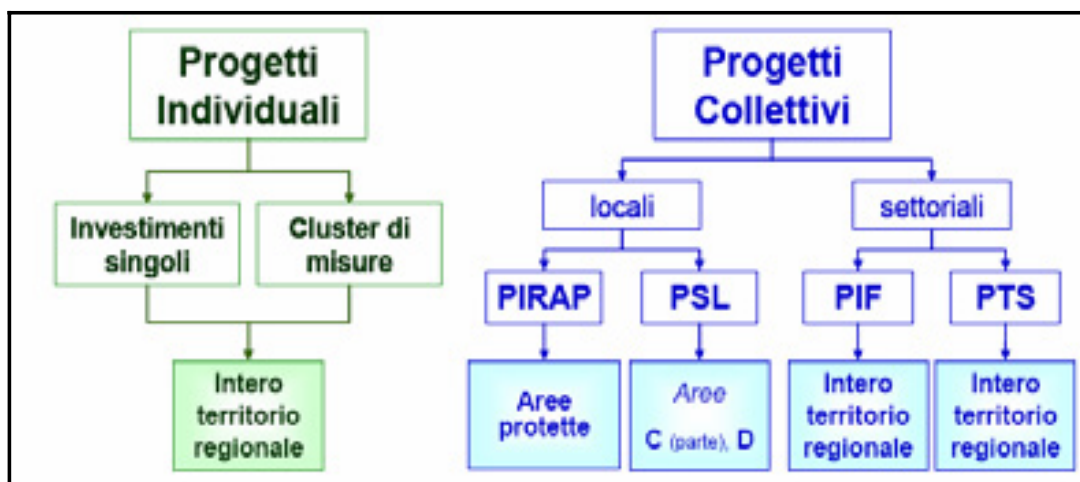 Progetti
Individuali
Investimenti
singoli
Cluster di
misure
Intero
territorio
regionale
Progetti
Collettivi
locali
settoriali
PIRAP
PSL
PIF
PTS
Aree
protette
Aree
C (parte), D
Intero
territorio
regionale
Intero
territorio
regionale